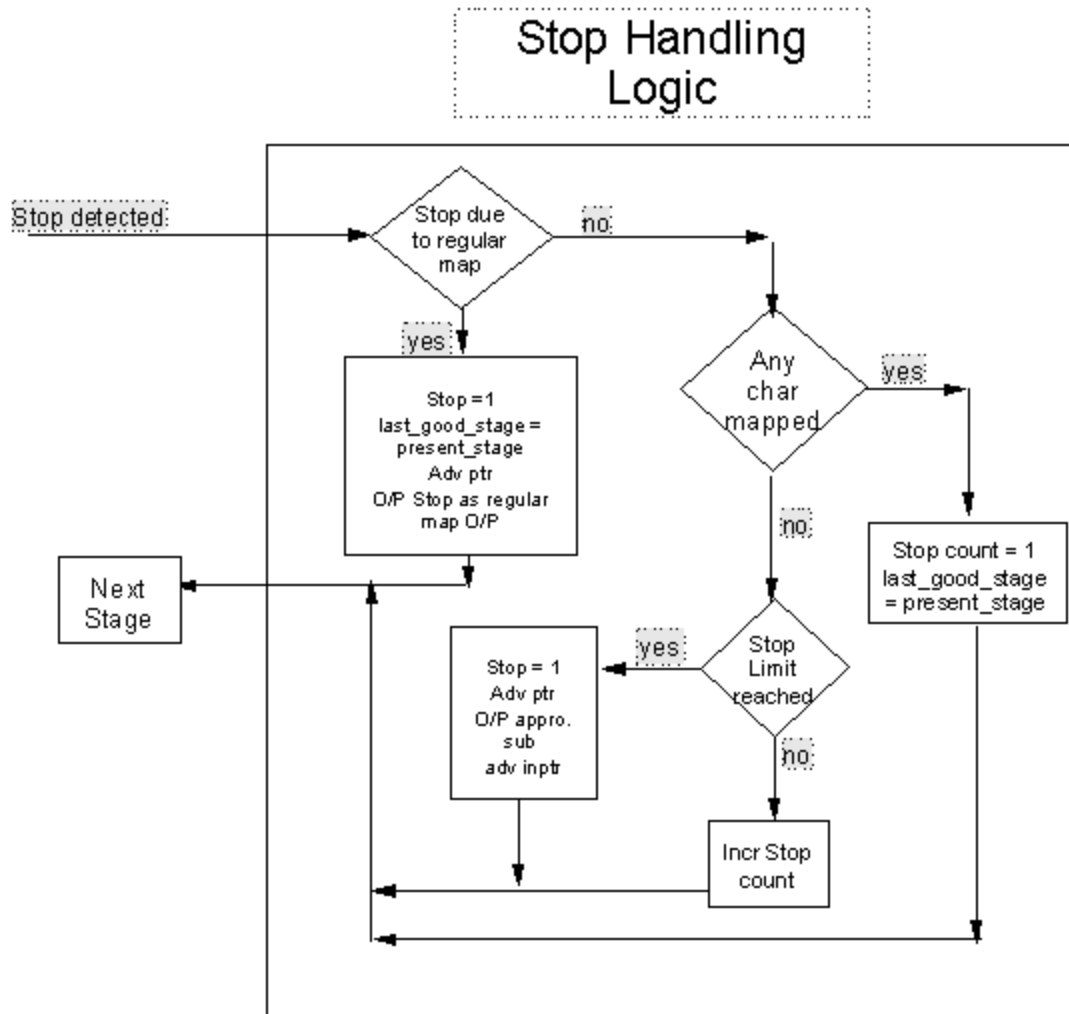 Stop Handling
Logic
Stop detected
Stop due
to regular
map
no
yes
Stop =1
last_good_stage =
present_stage
Adv ptr
O/P Stop as regular
map O/P
Any
char
mapped
yes
no
Stop count = 1
last_good_stage
= present_stage
Next
Stage
Stop
Limit
reached
yes
Stop = 1
Adv ptr
O/P appro.
sub
adv inptr
no
Incr Stop
count